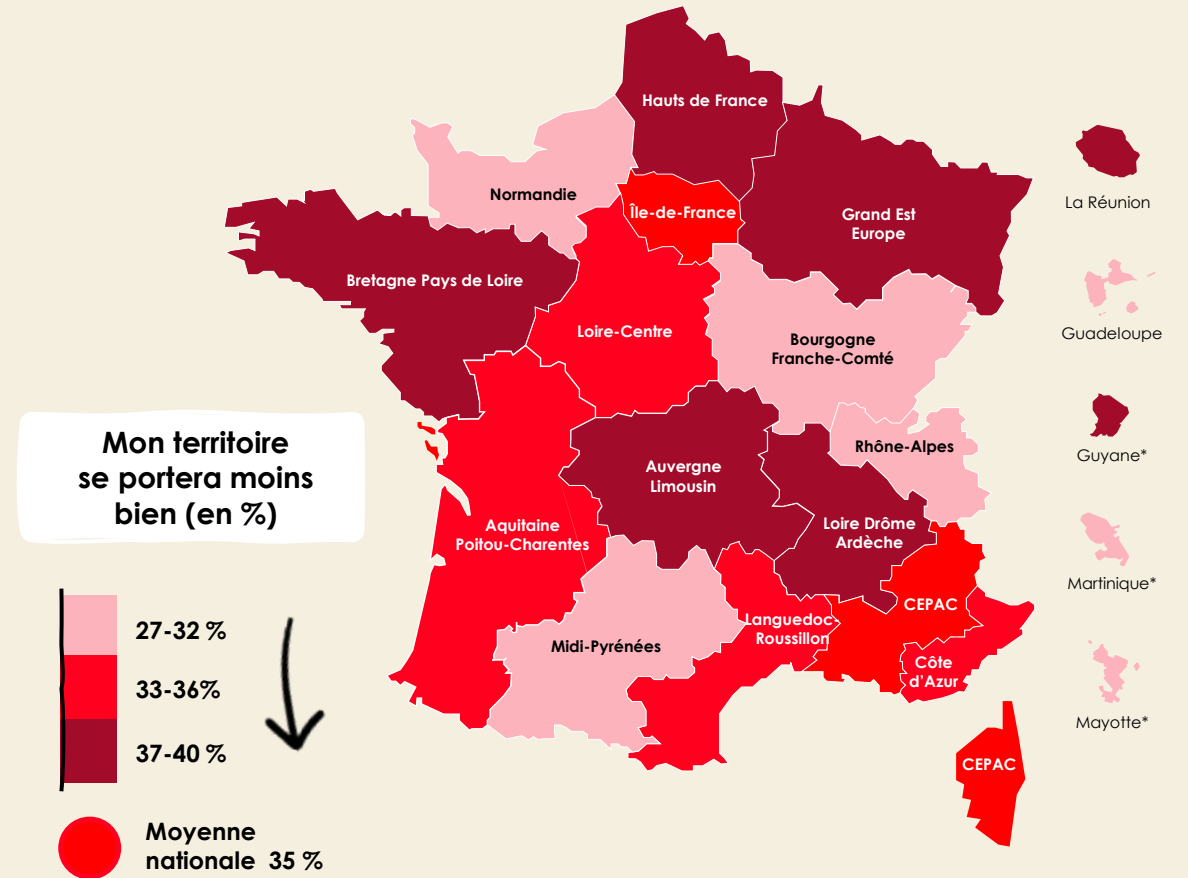 Hauts de France
Normandie
Île-de-France
Grand Est
Europe
Bretagne Pays de Loire
Loire-Centre
Bourgogne
Franche-Comté
Rhône-Alpes
Auvergne
Limousin
Loire Drôme
Ardèche
Aquitaine
Poitou-Charentes
CEPAC
Languedoc-
Roussillon
Midi-Pyrénées
Côte
d'Azur
CEPAC
La Réunion
Guadeloupe
Guyane*
Martinique*
Mayotte*
Mon territoire
se portera moins
bien (en %)
27-32 %
33-36%
37-40 %
Moyenne
nationale 35 %